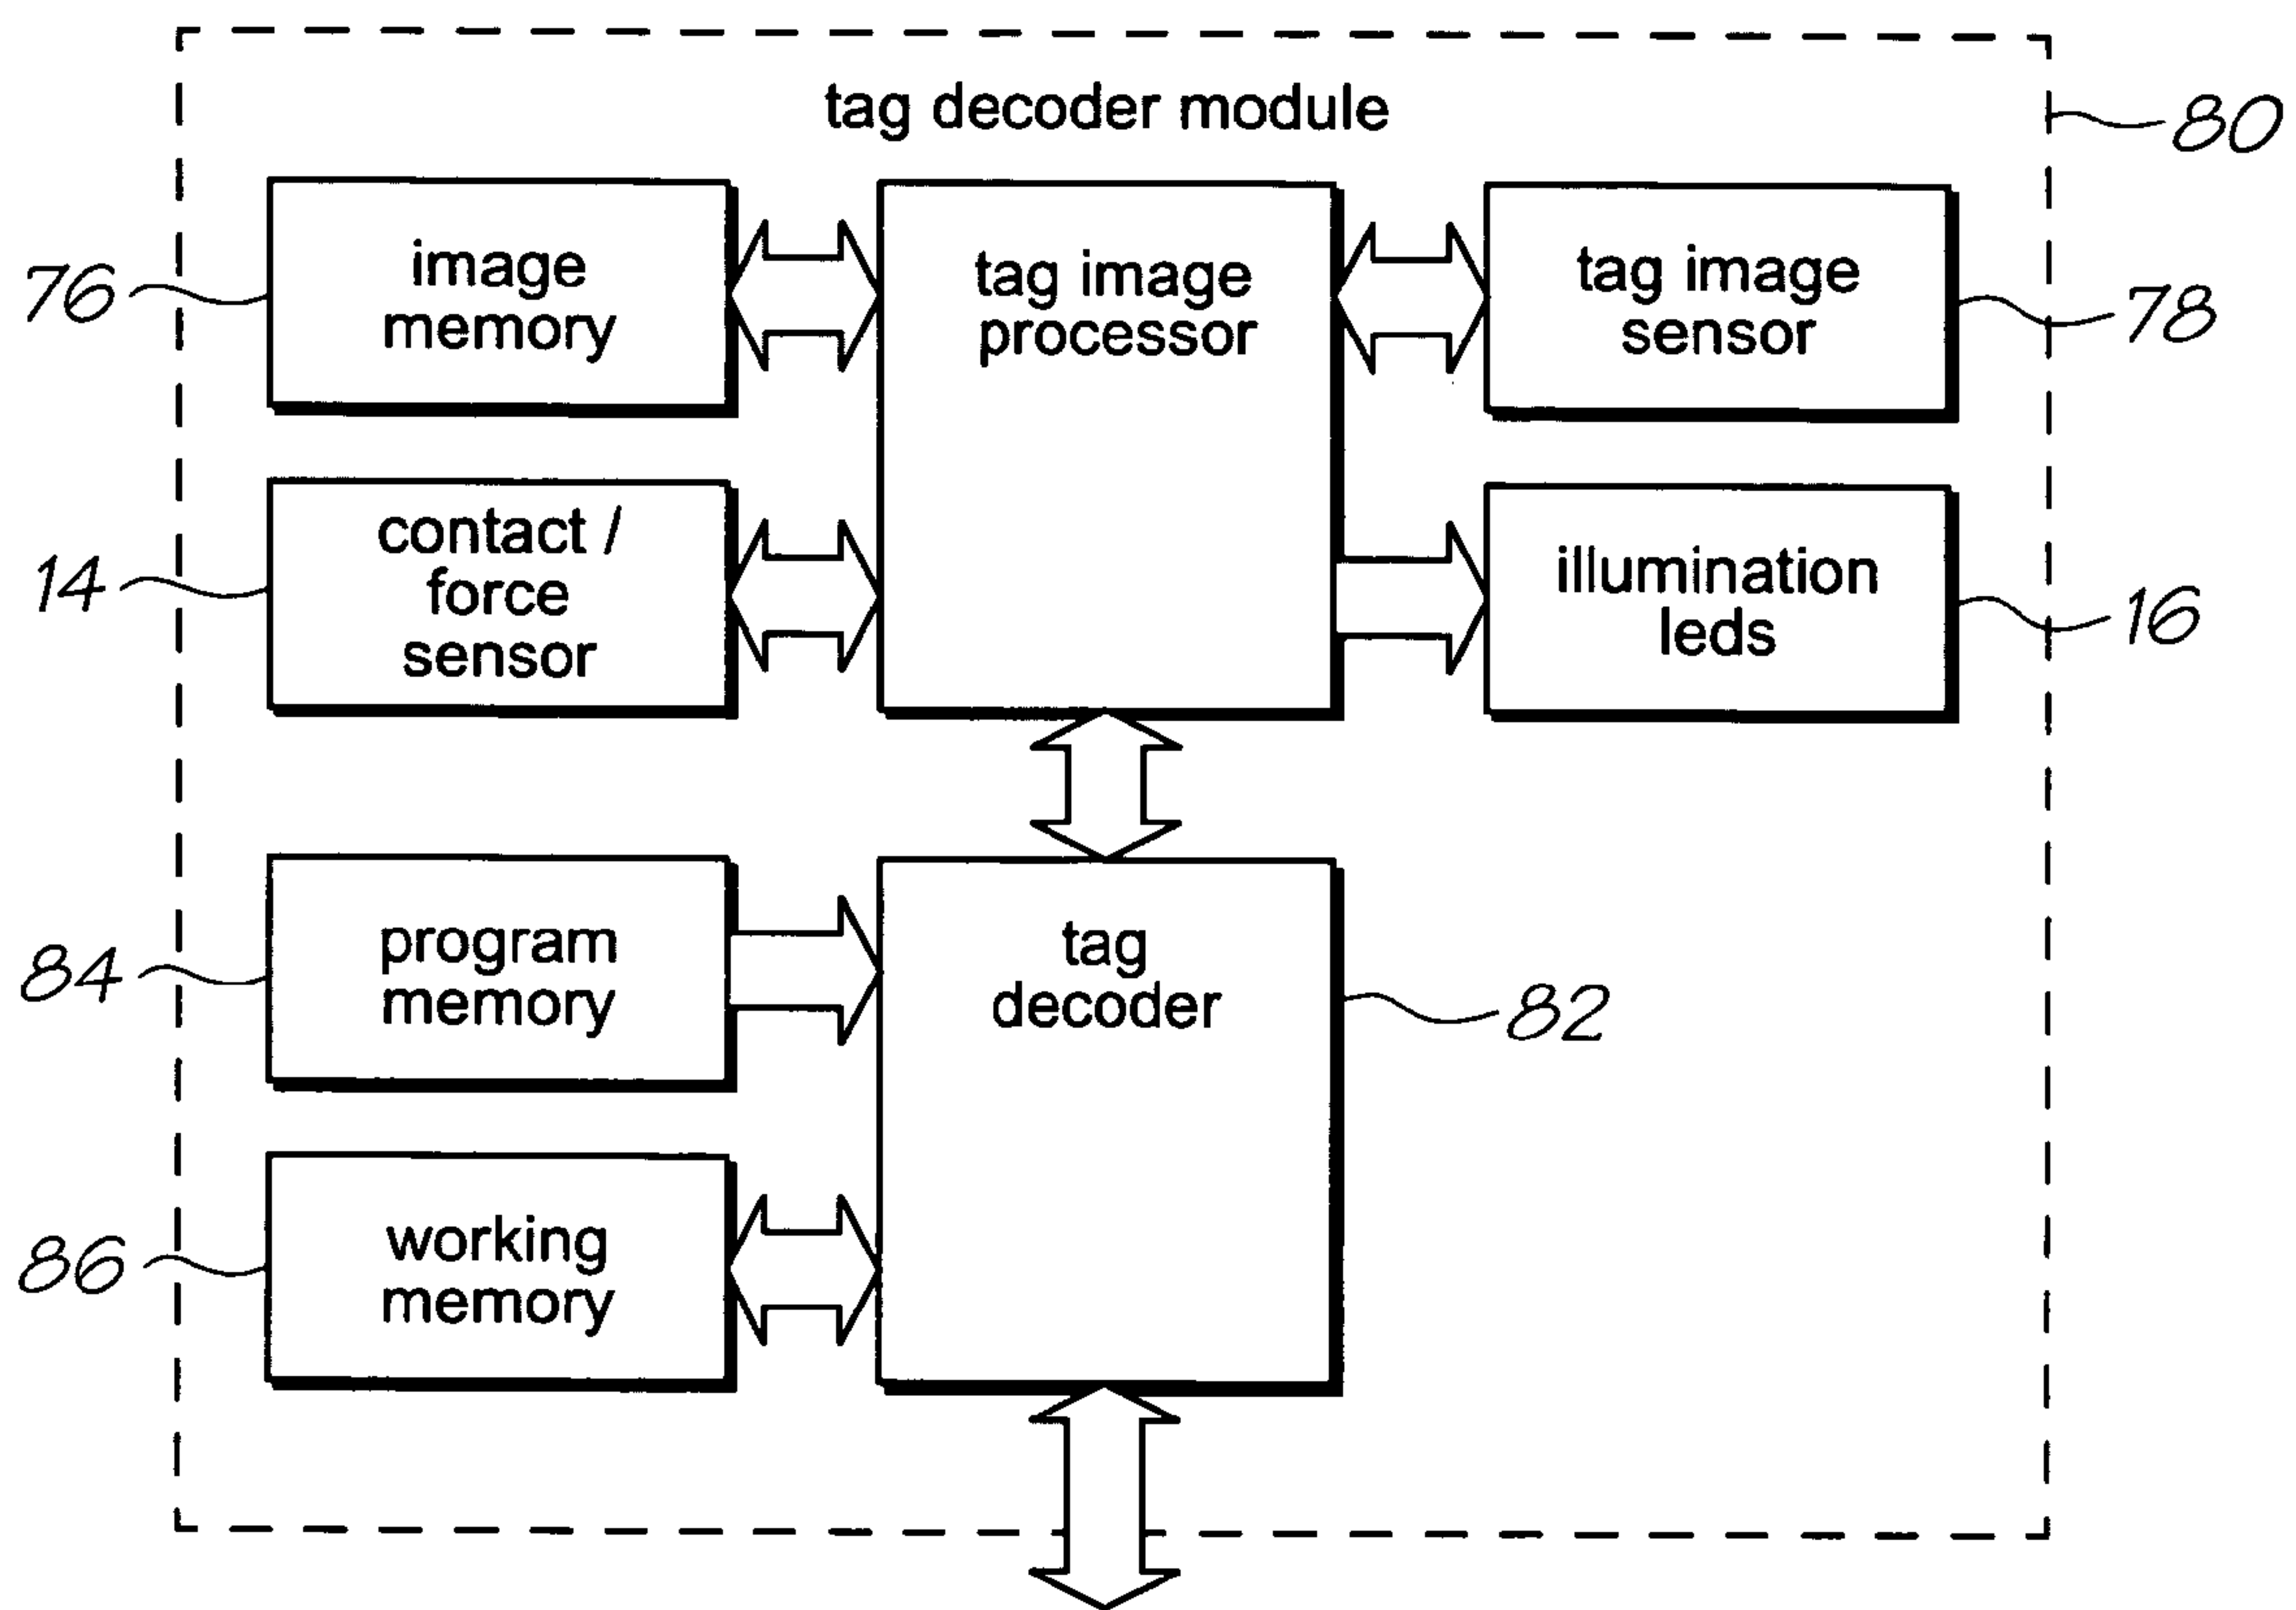 tag decoder module
80
image
memory
76
tag image
processor
tag image
sensor
78
contact /
force
sensor
14
illumination
leds
16
program
memory
84
tag
decoder
82
working
memory
86